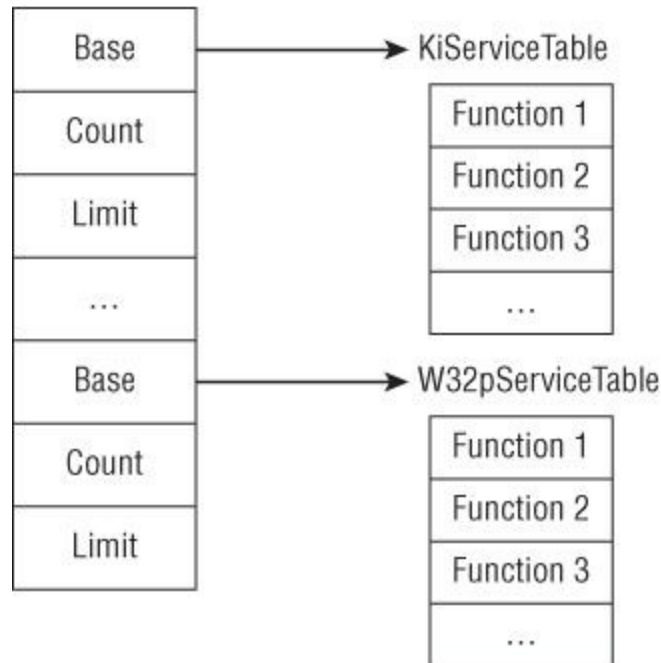 Base
Count
Limit
...
Base
Count
Limit
KiServiceTable
Function 1
Function 2
Function 3
...
W32pServiceTable
Function 1
Function 2
Function 3
...